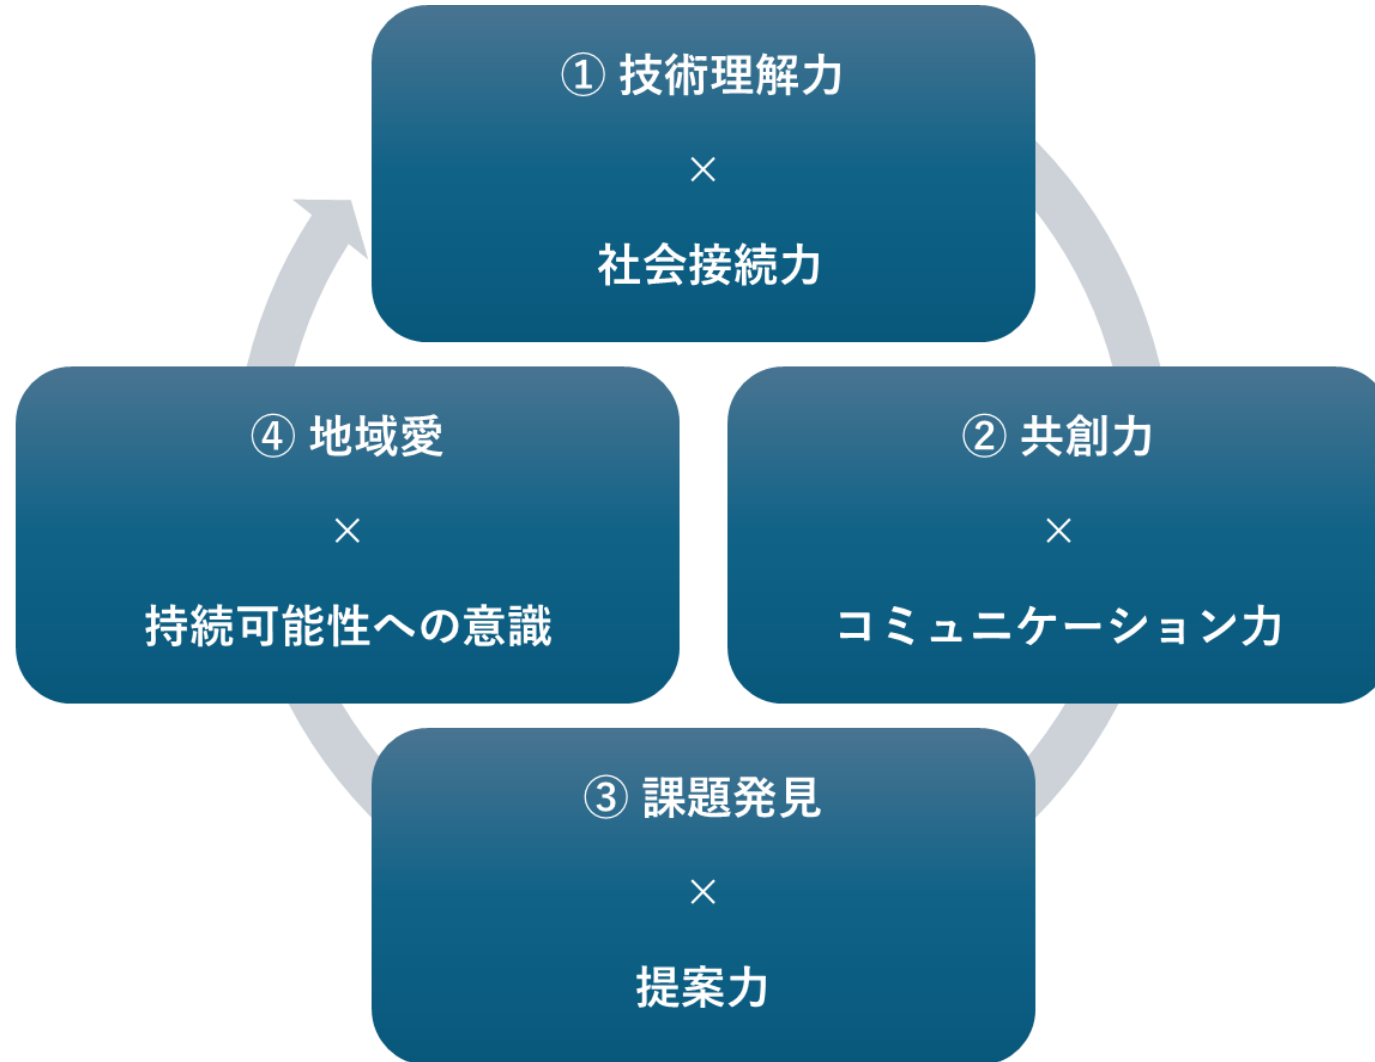 ① 技術理解力
×
社会接続力
② 共創力
×
コミュニケーション力
③ 課題発見
×
提案力
④ 地域愛
×
持続可能性への意識